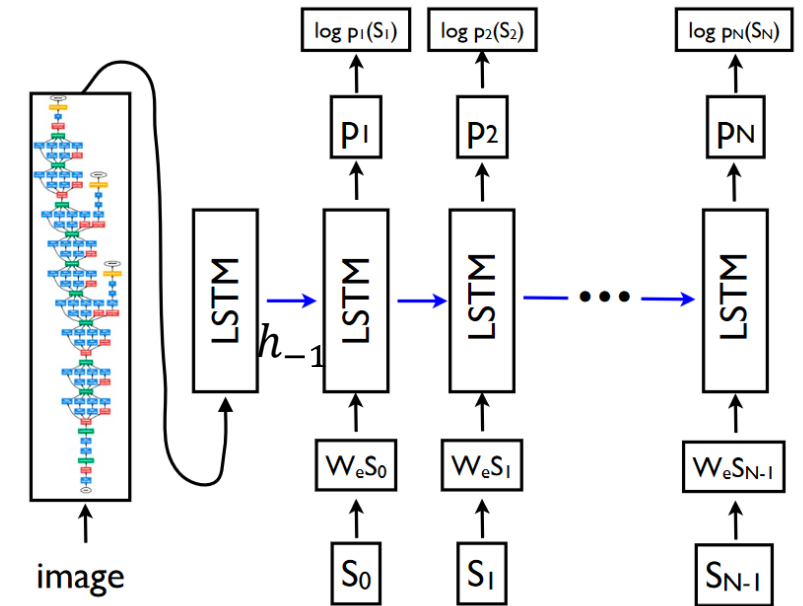 log p₁(S₁)
log p₂(S₂)
log pN(SN)
p₁
p₂
pN
LSTM
LSTM
LSTM
LSTM
h₋₁
•••
WₑS₀
WₑS₁
WₑSN-1
image
S₀
S₁
SN-1